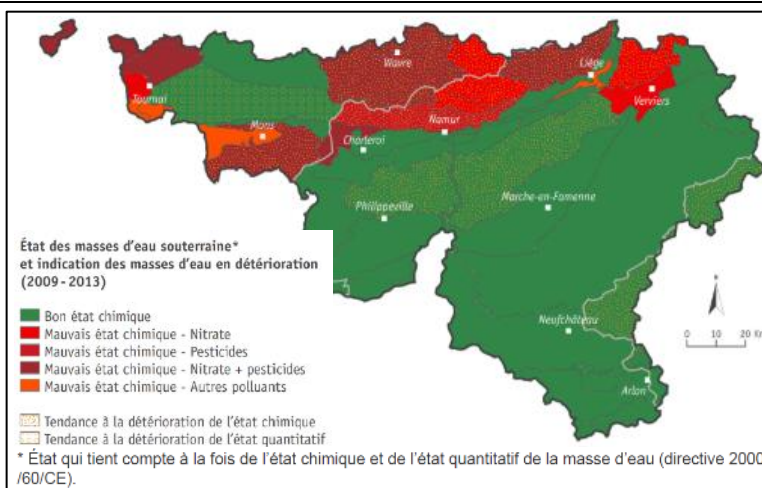 Wavre
Liège
Tournai
Verviers
Mons
Namur
Charleroi
Philippeville
Marche-en-Famenne
État des masses d'eau souterraine*
et indication des masses d'eau en détérioration
(2009-2013)
Bon état chimique
Mauvais état chimique - Nitrate
Mauvais état chimique - Pesticides
Mauvais état chimique - Nitrate + pesticides
Mauvais état chimique - Autres polluants
Tendance à la détérioration de l'état chimique
Tendance à la détérioration de l'état quantitatif
Neufchâteau
0 10 20 Km
Arlon
* État qui tient compte à la fois de l'état chimique et de l'état quantitatif de la masse d'eau (directive 2000
/60/CE).